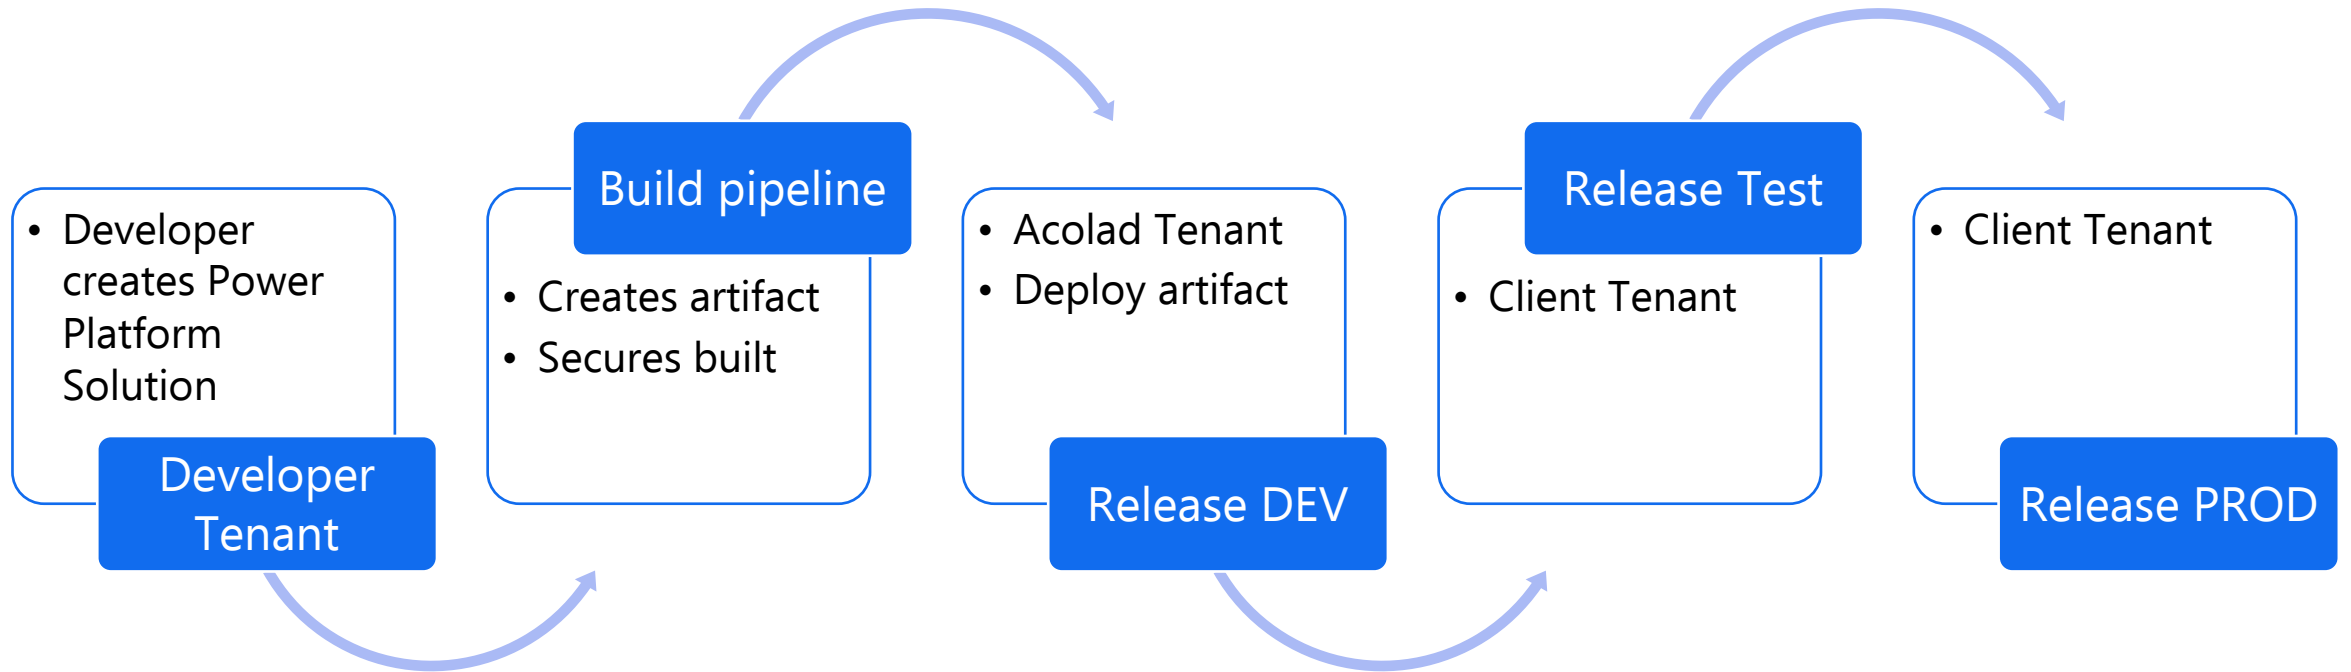 • Developer
creates Power
Platform
Solution
Developer
Tenant
Build pipeline
• Creates artifact
• Secures built
• Acolad Tenant
• Deploy artifact
Release DEV
Release Test
• Client Tenant
• Client Tenant
Release PROD